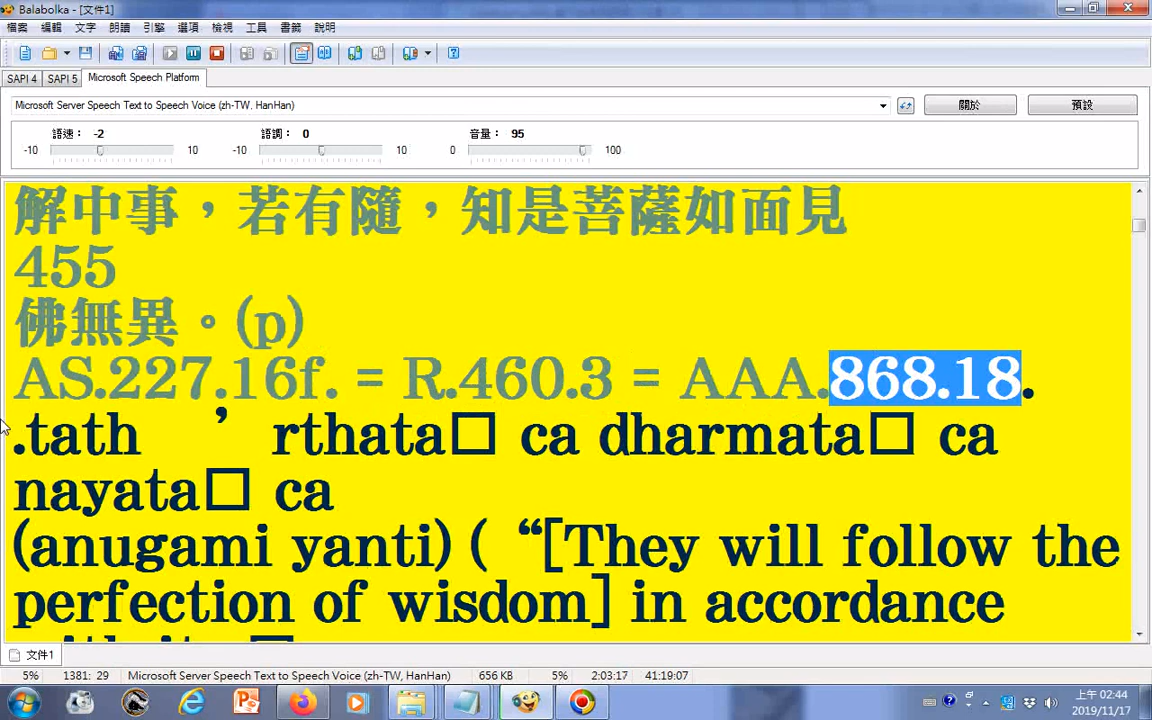 Balabolka - [文件1]
檔案 編輯 文字 朗讀 引擎 選項 檢視 工具 書籤 說明
SAPI 4 SAPI 5 Microsoft Speech Platform
Microsoft Server Speech Text to Speech Voice (zh-TW, HanHan) 關於 預設
語速： -2 語調： 0 音量： 95
-10 10 -10 10 0 100
解中事，若有隨，知是菩薩如面見
455
佛無異。(p)
AS.227.16f. = R.460.3 = AAA.868.18.
.tath ’ rthata□ ca dharmata□ ca
nayata□ ca
(anugami yanti) ( “[They will follow the
perfection of wisdom] in accordance
文件1
5% 1381: 29 Microsoft Server Speech Text to Speech Voice (zh-TW, HanHan) 656 KB 5% 2:03:17 41:19:07
上午 02:44
2019/11/17